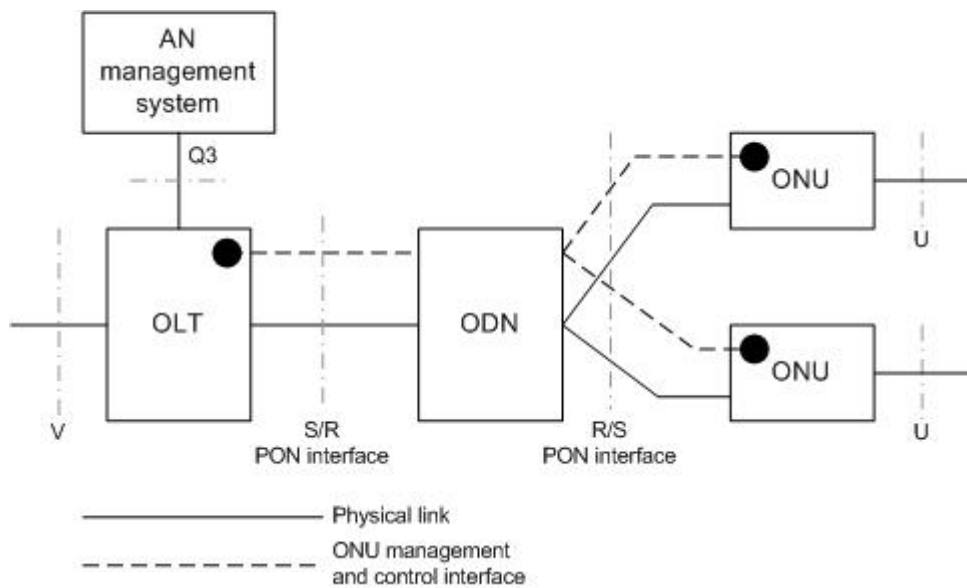 AN
management
system
Q3
ONU
U
OLT
ODN
ONU
V
S/R
PON interface
R/S
PON interface
U
Physical link
ONU management
and control interface